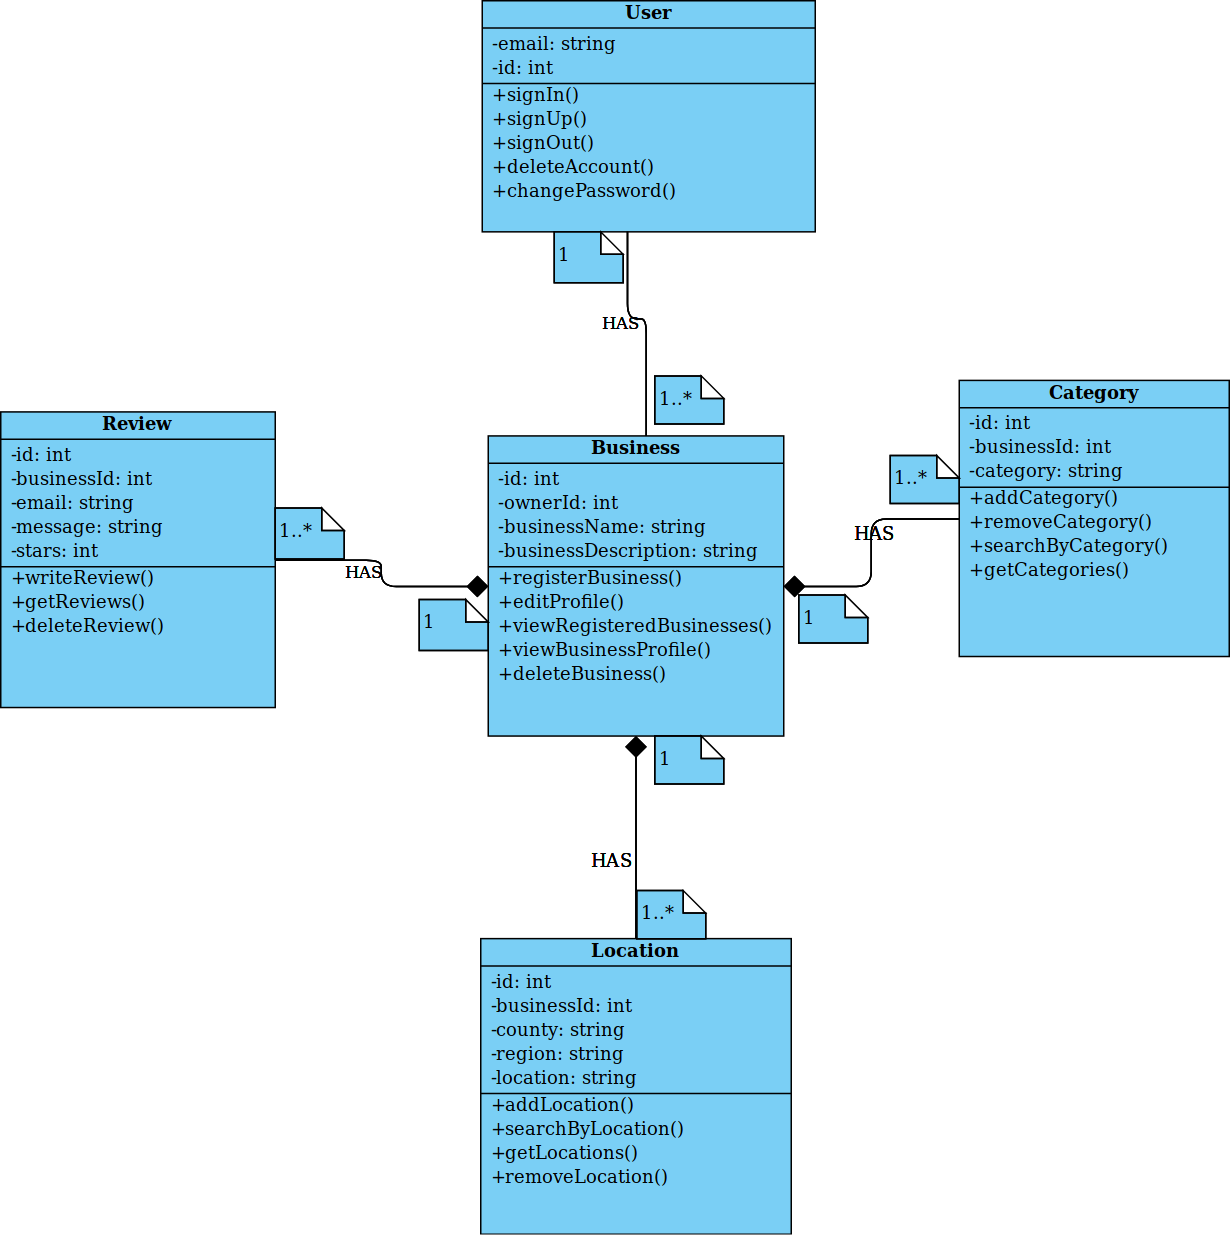 User
-email: string
-id: int
+signIn()
+signUp()
+signOut()
+deleteAccount()
+changePassword()
1
HAS
1..*
Review
-id: int
-businessId: int
-email: string
-message: string
-stars: int
+writeReview()
+getReviews()
+deleteReview()
1..*
HAS
1
Business
-id: int
-ownerId: int
-businessName: string
-businessDescription: string
+registerBusiness()
+editProfile()
+viewRegisteredBusinesses()
+viewBusinessProfile()
+deleteBusiness()
1..*
HAS
1
Category
-id: int
-businessId: int
-category: string
+addCategory()
+removeCategory()
+searchByCategory()
+getCategories()
1
HAS
1..*
Location
-id: int
-businessId: int
-county: string
-region: string
-location: string
+addLocation()
+searchByLocation()
+getLocations()
+removeLocation()